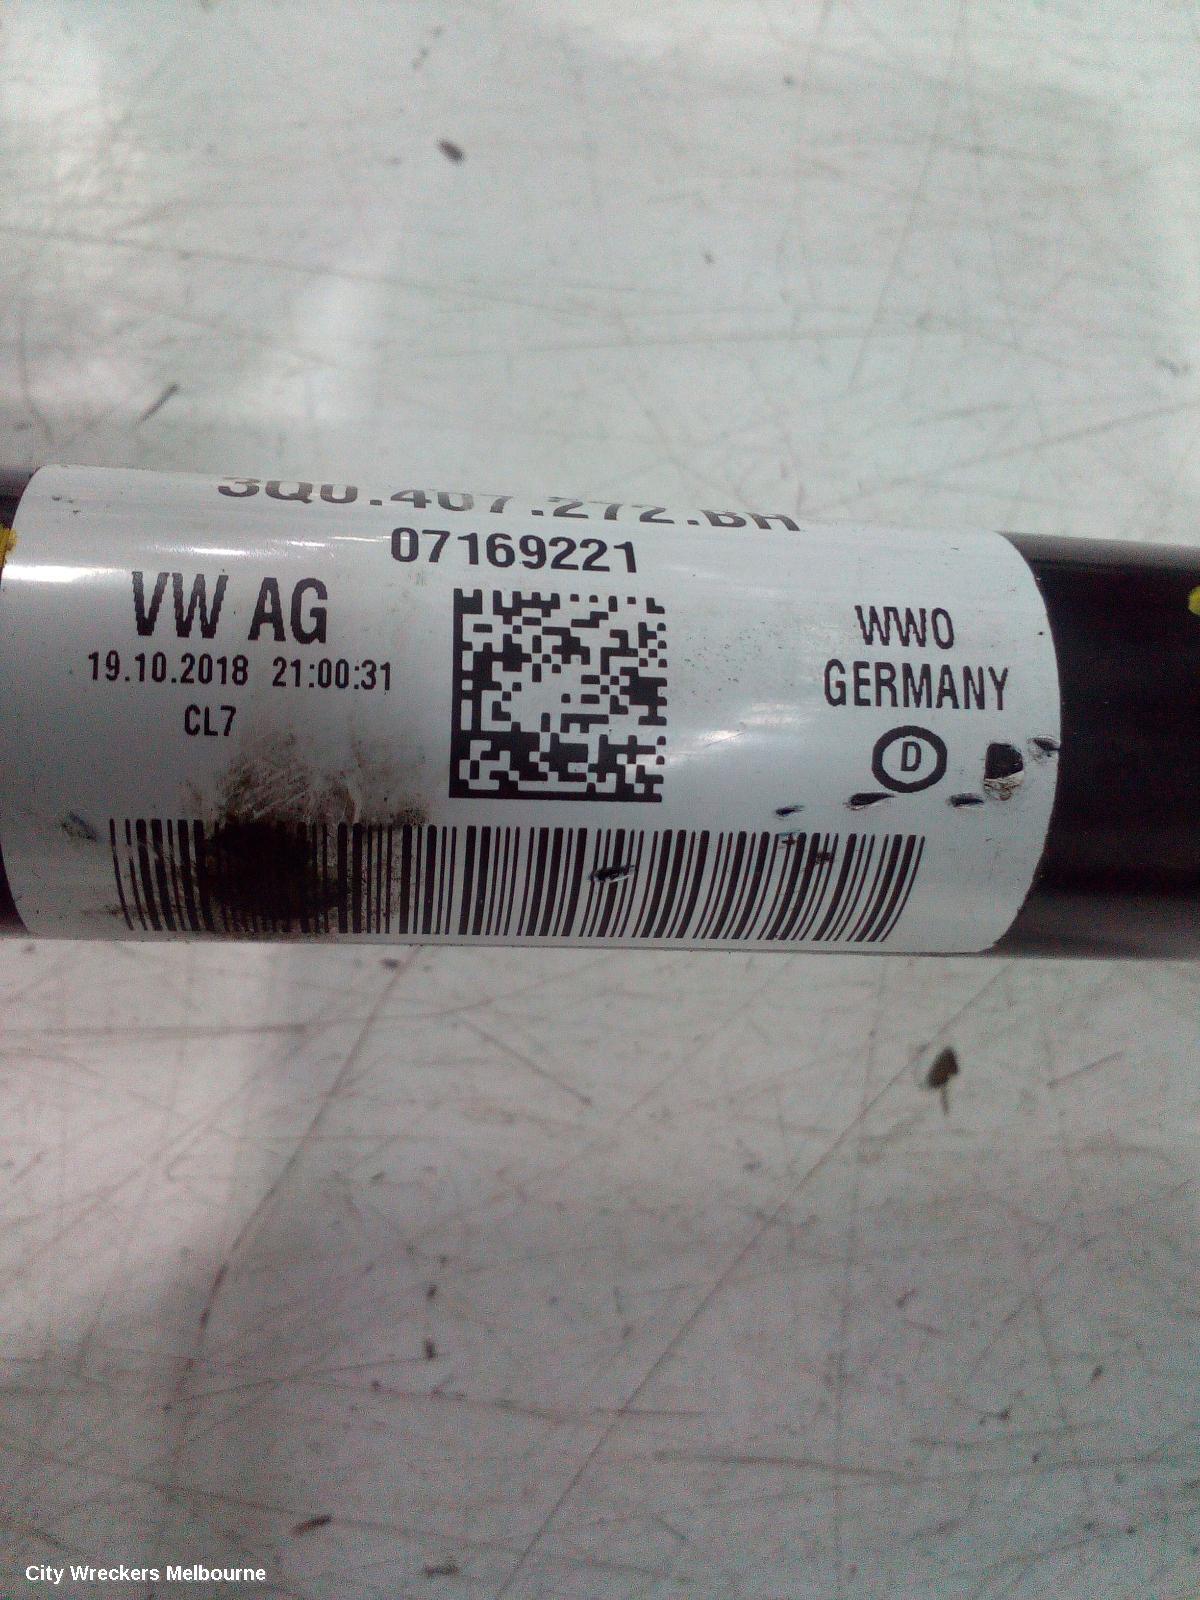 3Q0.407.272.BH
07169221
VW AG
19.10.2018 21:00:31
CL7
WWO
GERMANY
D
City Wreckers Melbourne